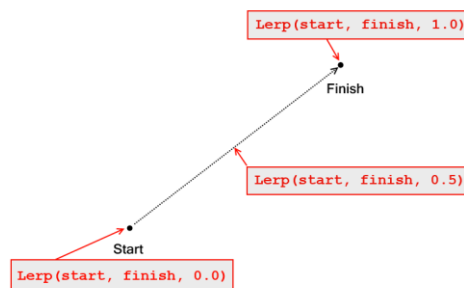 Lerp(start, finish, 1.0)
Finish
Lerp(start, finish, 0.5)
Start
Lerp(start, finish, 0.0)